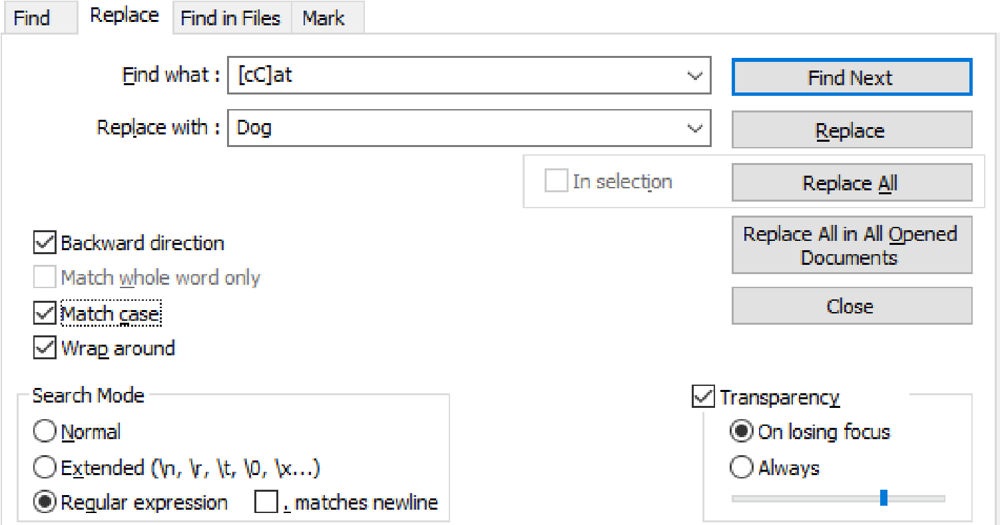 Find Replace Find in Files Mark
Find what : [cC]at Find Next
Replace with : Dog Replace
In selection Replace All
Backward direction Replace All in All Opened
Documents
Match whole word only
Match case Close
Wrap around
Search Mode Transparency
Normal On losing focus
Extended (\n, \r, \t, \0, \x...) Always
Regular expression . matches newline